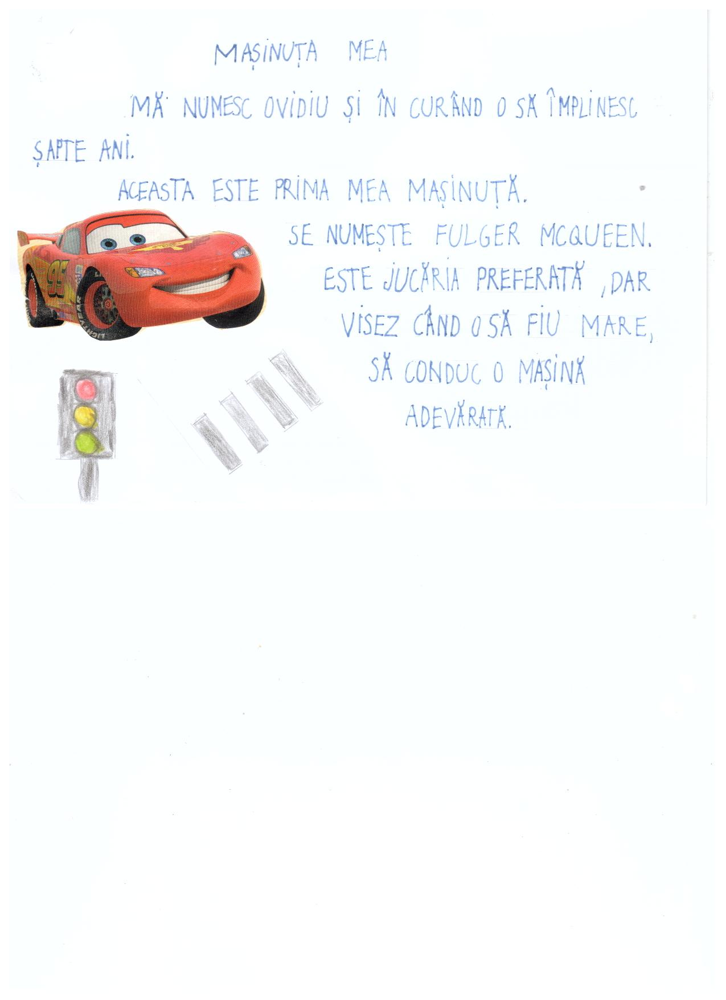 MAȘINUȚA MEA
MĂ NUMESC OVIDIU ȘI ÎN CURÂND O SĂ ÎMPLINESC
ȘAPTE ANI.
ACEASTA ESTE PRIMA MEA MAȘINUȚĂ.
SE NUMEȘTE FULGER MCQUEEN.
ESTE JUCĂRIA PREFERATĂ , DAR
VISEZ CÂND O SĂ FIU MARE,
SĂ CONDUC O MAȘINĂ
ADEVĂRATĂ.
95
LIGHTYEAR